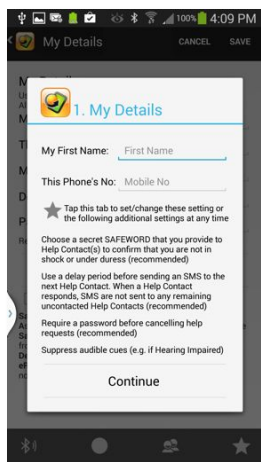 100% 4:09 PM
My Details CANCEL SAVE
1. My Details
My First Name: First Name
This Phone's No: Mobile No
Tap this tab to set/change these setting or
the following additional settings at any time
Choose a secret SAFEWORD that you provide to
Help Contact(s) to confirm that you are not in
shock or under duress (recommended)
Use a delay period before sending an SMS to the
next Help Contact. When a Help Contact
responds, SMS are not sent to any remaining
uncontacted Help Contacts (recommended)
Require a password before cancelling help
requests (recommended)
Suppress audible cues (e.g. if Hearing Impaired)
Continue